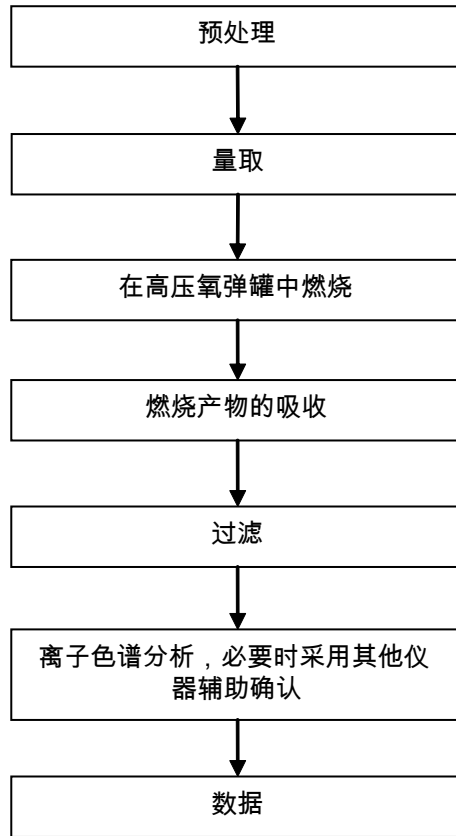 预处理
量取
在高压氧弹罐中燃烧
燃烧产物的吸收
过滤
离子色谱分析，必要时采用其他仪
器辅助确认
数据